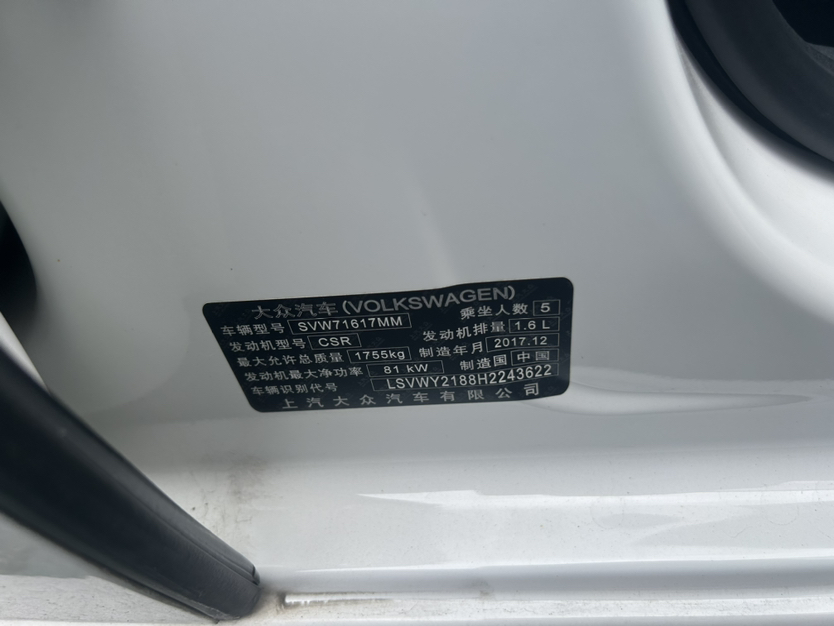 大众汽车(VOLKSWAGEN)
车辆型号 SVW71617MM 乘坐人数 5
发动机型号 CSR 发动机排量 1.6 L
最大允许总质量 1755kg 制造年月 2017.12
发动机最大净功率 81 kW 制造国 中国
车辆识别代号 LSVWY2188H2243622
上汽大众汽车有限公司